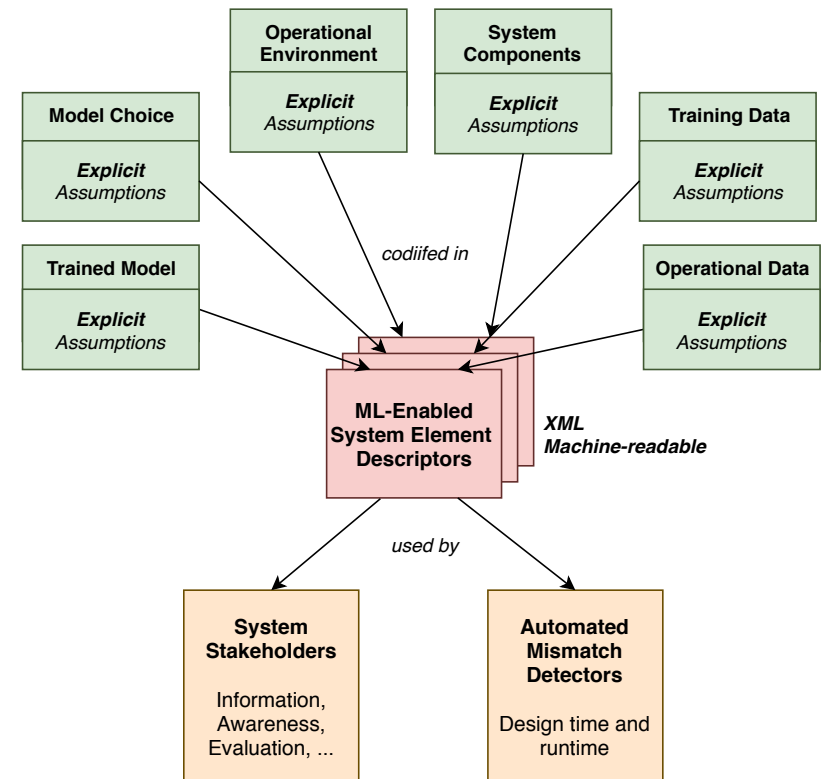 Operational
Environment
Explicit
Assumptions
System
Components
Explicit
Assumptions
Model Choice
Explicit
Assumptions
Training Data
Explicit
Assumptions
Trained Model
Explicit
Assumptions
codiifed in
Operational Data
Explicit
Assumptions
ML-Enabled
System Element
Descriptors
XML
Machine-readable
used by
System
Stakeholders
Information,
Awareness,
Evaluation, ...
Automated
Mismatch
Detectors
Design time and
runtime